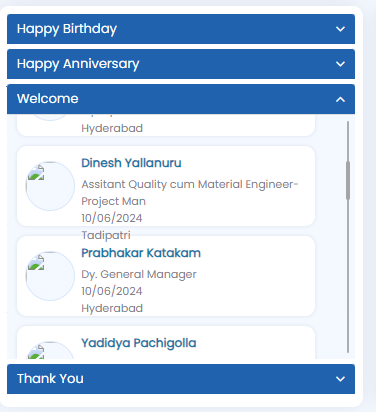 Happy Birthday
Happy Anniversary
Welcome
Hyderabad
Dinesh Yallanuru
Assitant Quality cum Material Engineer-
Project Man
10/06/2024
Tadipatri
Prabhakar Katakam
Dy. General Manager
10/06/2024
Hyderabad
Yadidya Pachigolla
Thank You